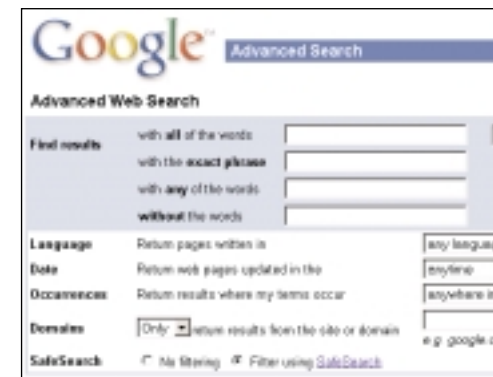 Google
Advanced Search
Advanced Web Search
Find results with all of the words
with the exact phrase
with any of the words
without the words
Language Return pages written in any langua
Date Return web pages updated in the anytime
Occurrences Return results where my terms occur anywhere i
Domains Only return results from the site or domain
e.g. google.
SafeSearch No filtering Filter using SafeSearch